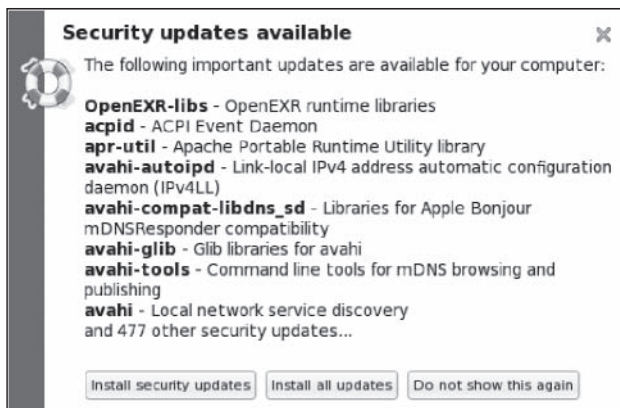 Security updates available
The following important updates are available for your computer:
OpenEXR-libs - OpenEXR runtime libraries
acpid - ACPI Event Daemon
apr-util - Apache Portable Runtime Utility library
avahi-autoipd - Link-local IPv4 address automatic configuration
daemon (IPv4LL)
avahi-compat-libdns_sd - Libraries for Apple Bonjour
mDNSResponder compatibility
avahi-glib - Glib libraries for avahi
avahi-tools - Command line tools for mDNS browsing and
publishing
avahi - Local network service discovery
and 477 other security updates...
Install security updates Install all updates Do not show this again